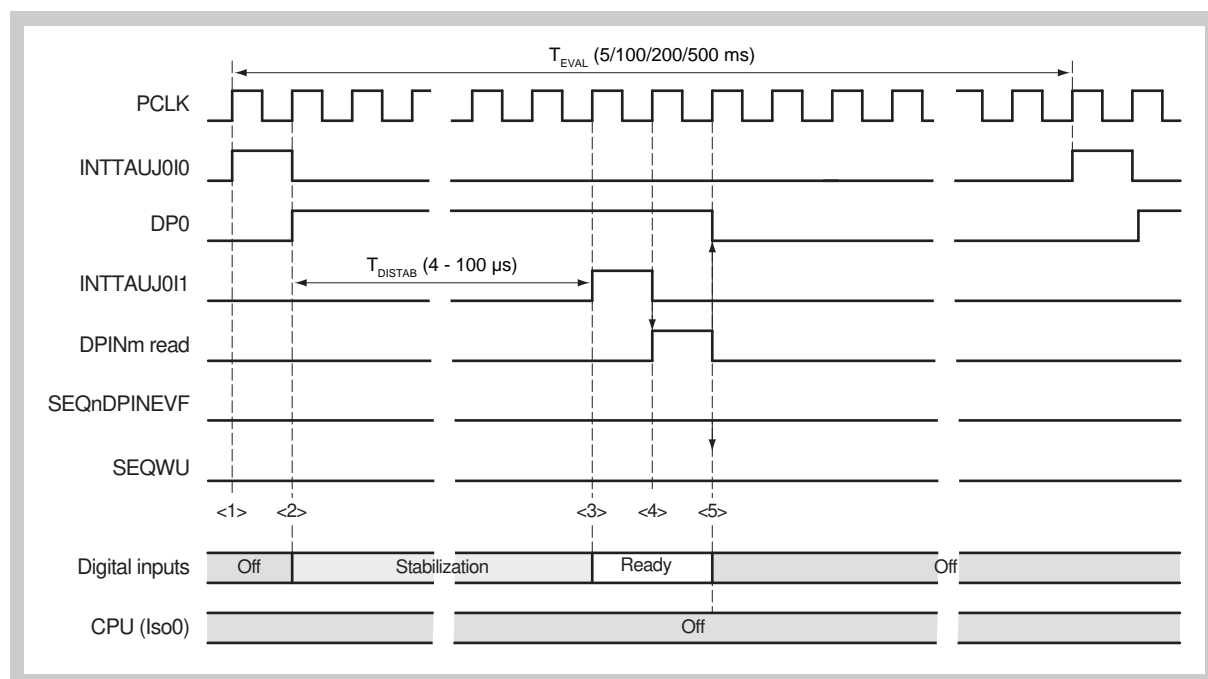 T_EVAL (5/100/200/500 ms)
PCLK
INTTAUJ0I0
DP0
T_DISTAB (4 - 100 µs)
INTTAUJ0I1
DPINm read
SEQnDPINEVF
SEQWU
<1> <2> <3> <4> <5>
Digital inputs Off Stabilization Ready Off
CPU (Iso0) Off